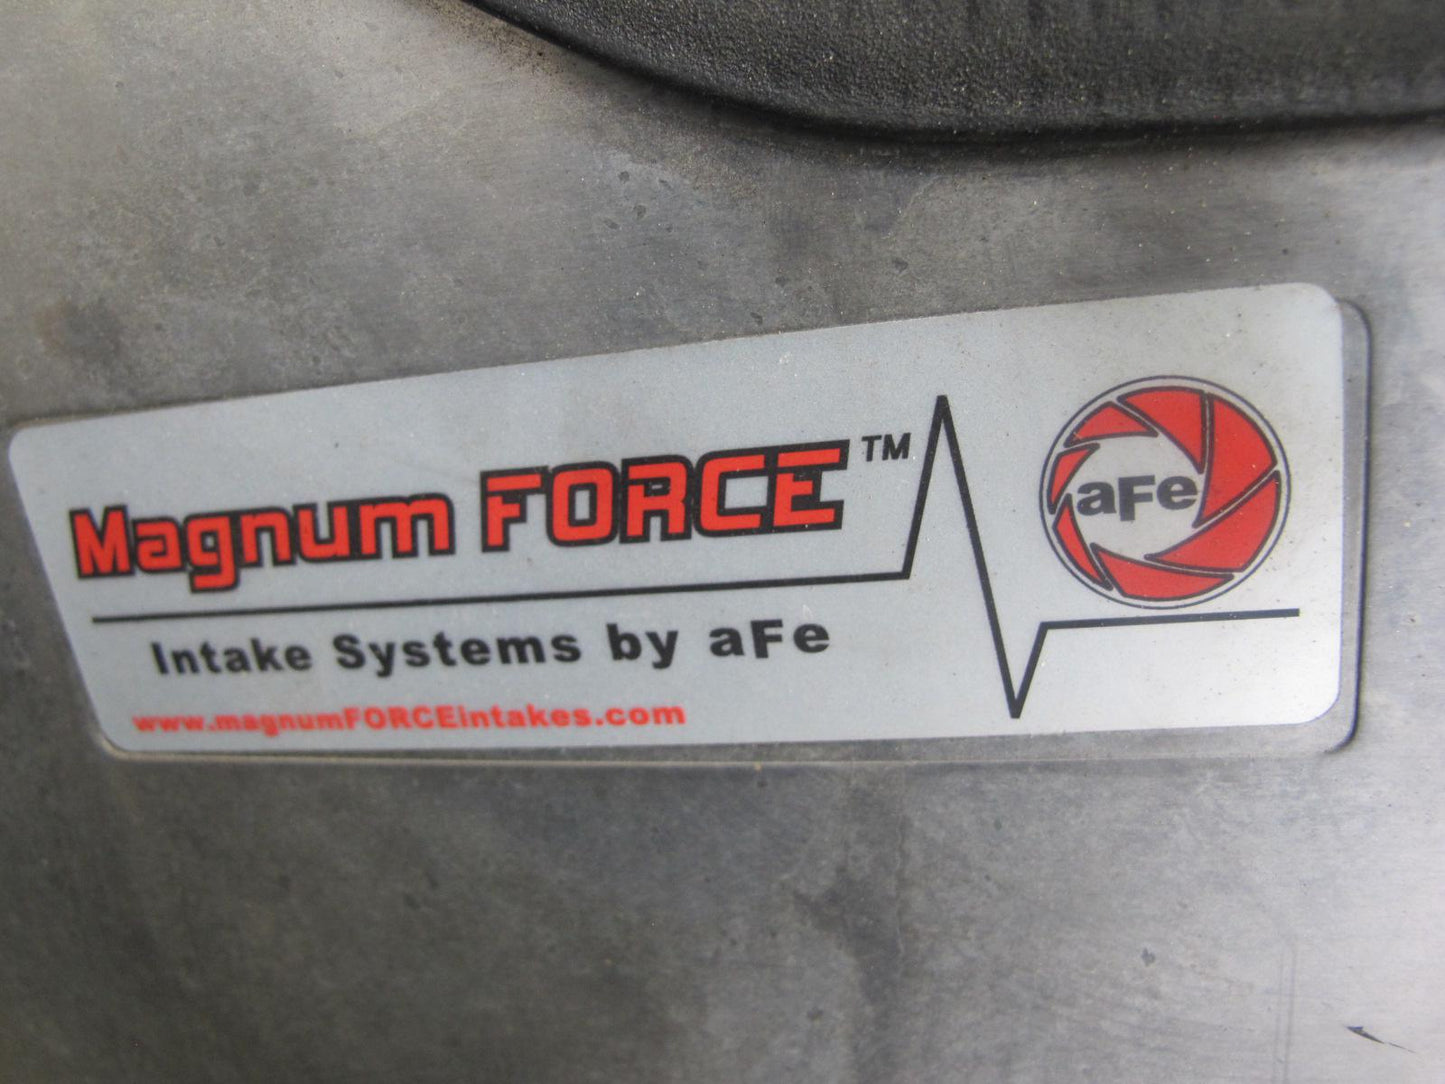 Magnum FORCE™
aFe
Intake Systems by aFe
www.magnumFORCEintakes.com